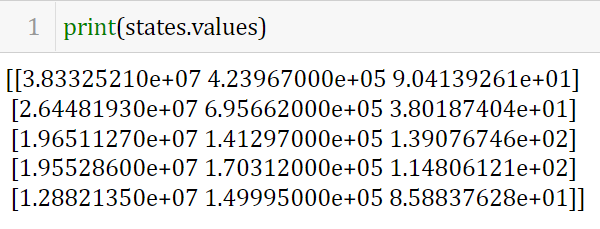 1 print(states.values)
[[3.83325210e+07 4.23967000e+05 9.04139261e+01]
[2.64481930e+07 6.95662000e+05 3.80187404e+01]
[1.96511270e+07 1.41297000e+05 1.39076746e+02]
[1.95528600e+07 1.70312000e+05 1.14806121e+02]
[1.28821350e+07 1.49995000e+05 8.58837628e+01]]